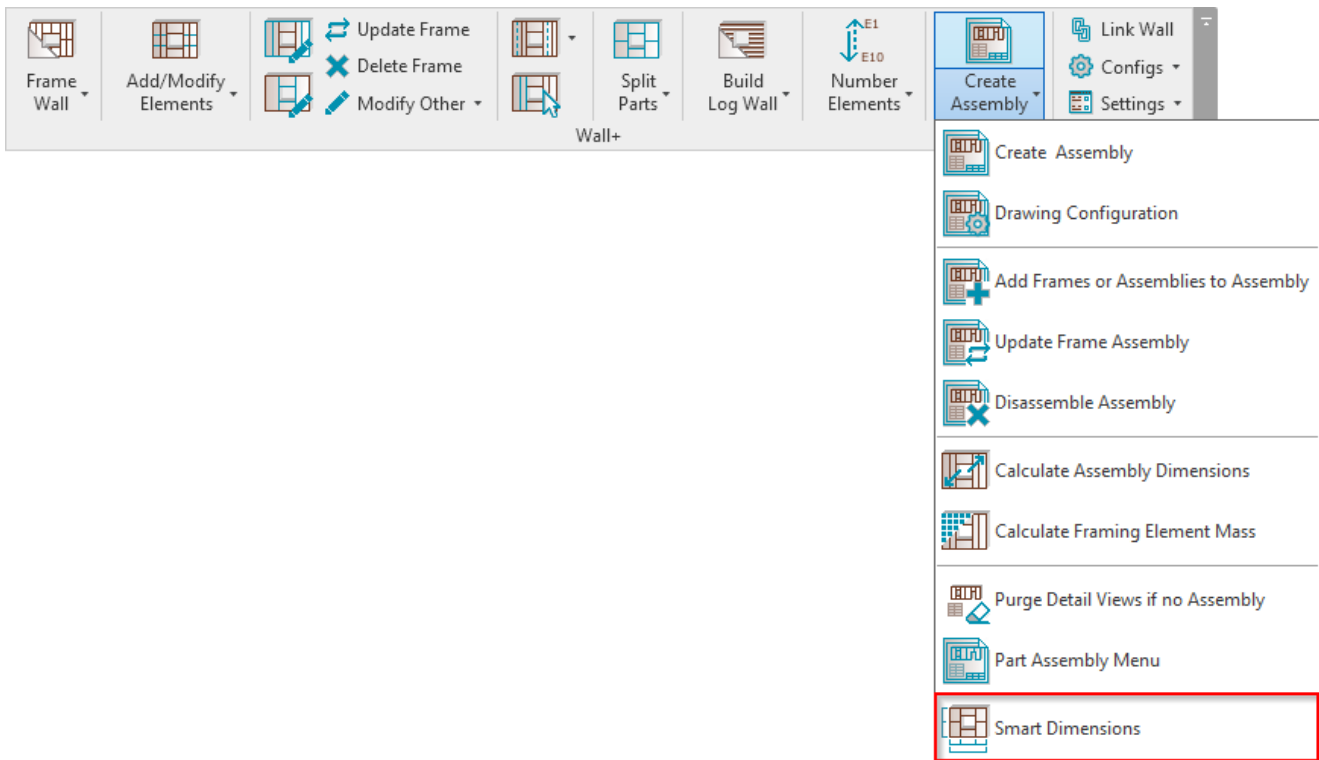 Frame
Wall
Add/Modify
Elements
Update Frame
Delete Frame
Modify Other
Split
Parts
Build
Log Wall
E1
E10
Number
Elements
Create
Assembly
Link Wall
Configs
Settings
Wall+
Create Assembly
Drawing Configuration
Add Frames or Assemblies to Assembly
Update Frame Assembly
Disassemble Assembly
Calculate Assembly Dimensions
Calculate Framing Element Mass
Purge Detail Views if no Assembly
Part Assembly Menu
Smart Dimensions